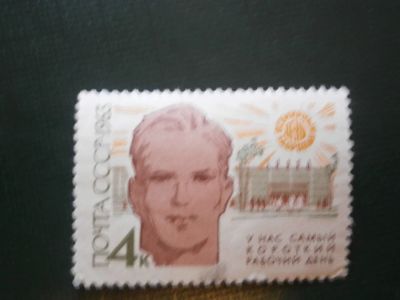 ПОЧТА СССР•1963
4К
У НАС САМЫЙ
КОРОТКИЙ
РАБОЧИЙ ДЕНЬ